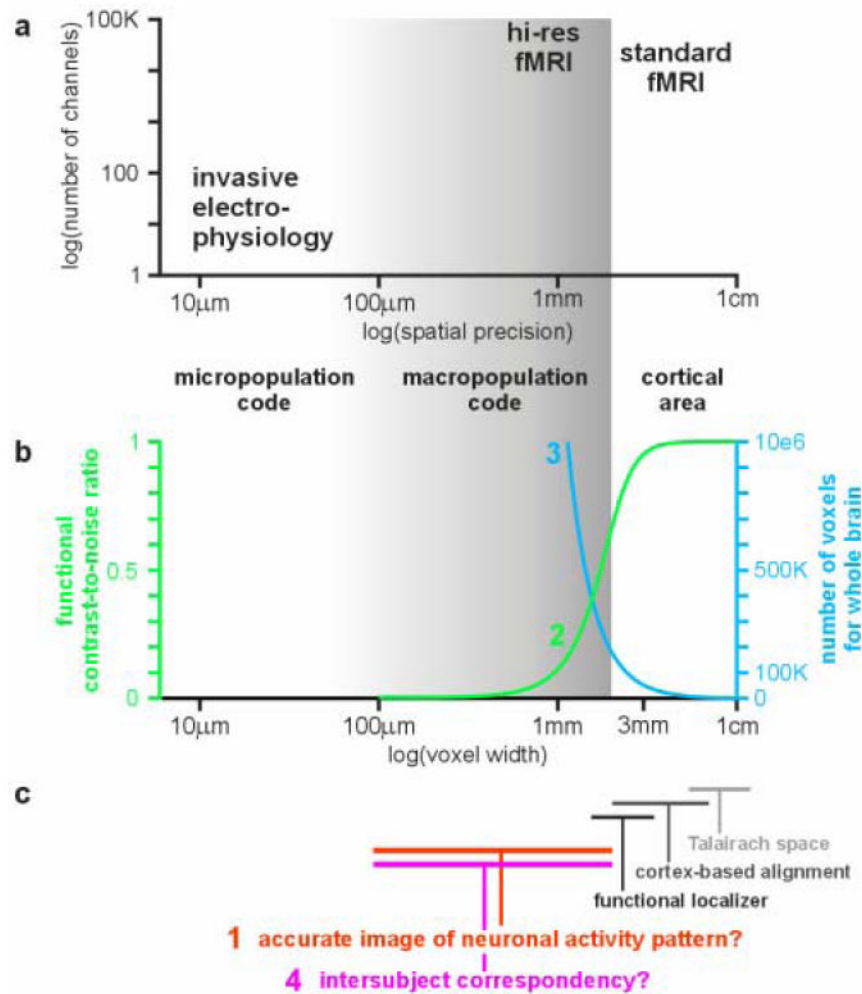 a
100K
100
1
log(number of channels)
hi-res
fMRI
standard
fMRI
invasive
electro-
physiology
10μm
100μm
1mm
1cm
log(spatial precision)
micropopulation
code
macropopulation
code
cortical
area
b
functional
contrast-to-noise ratio
1
0.5
0
3
2
10e6
500K
100K
0
number of voxels
for whole brain
10μm
100μm
1mm
3mm
1cm
log(voxel width)
c
Talairach space
cortex-based alignment
functional localizer
1 accurate image of neuronal activity pattern?
4 intersubject correspondency?